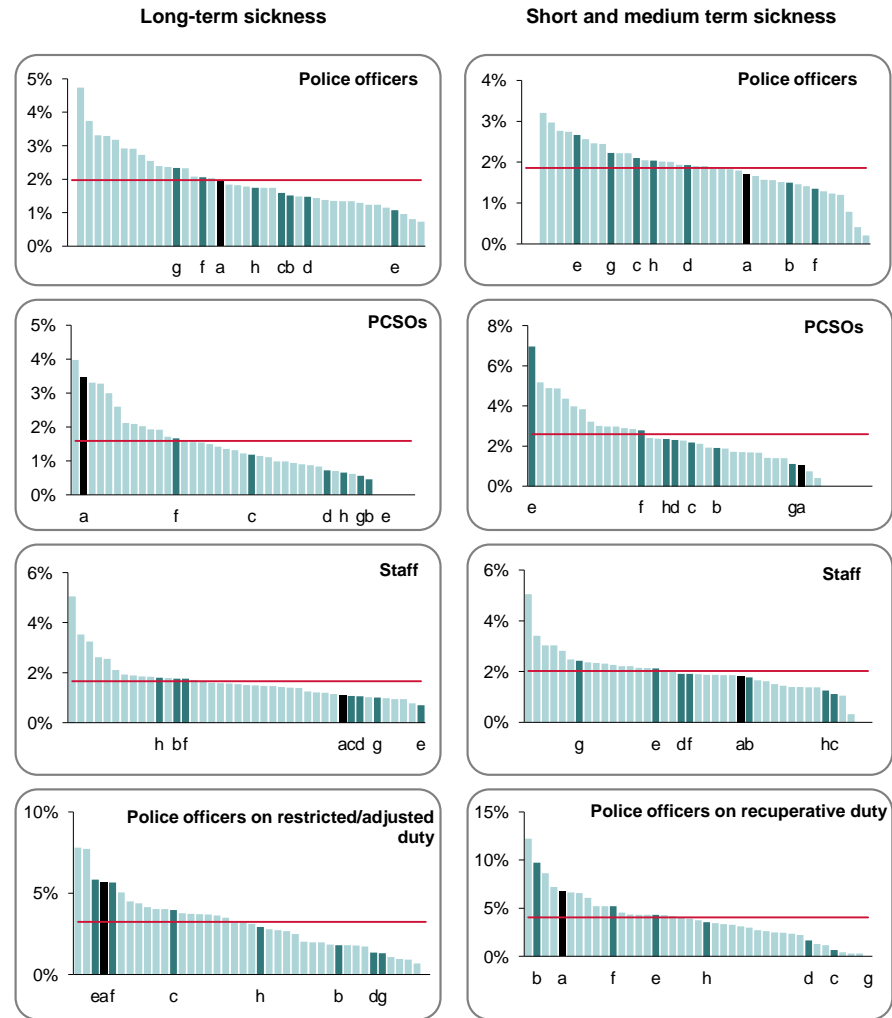 Long-term sickness
Short and medium term sickness
Police officers
5%
4%
3%
2%
1%
0%
g f a h cb d e
Police officers
4%
3%
2%
1%
0%
e g c h d a b f
PCSOs
5%
4%
3%
2%
1%
0%
a f c d h gb e
PCSOs
8%
6%
4%
2%
0%
e f hd c b ga
Staff
6%
4%
2%
0%
h bf acd g e
Staff
6%
4%
2%
0%
g e df ab hc
Police officers on restricted/adjusted
duty
10%
5%
0%
eaf c h b dg
Police officers on recuperative duty
15%
10%
5%
0%
b a f e h d c g